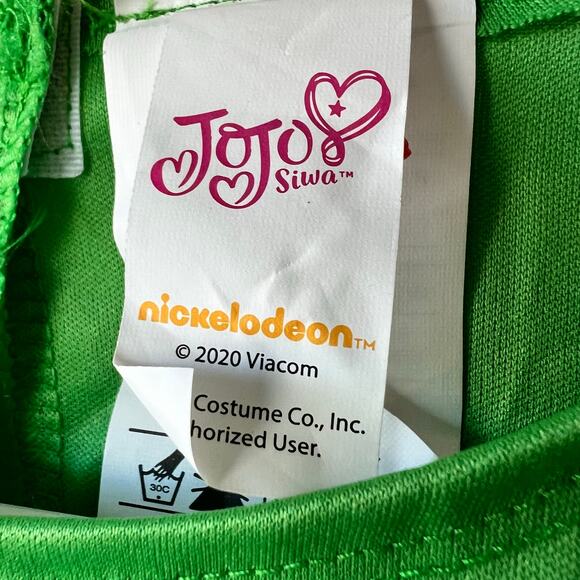 JoJo
Siwa™
nickelodeon™
© 2020 Viacom
Costume Co., Inc.
horized User.
30C